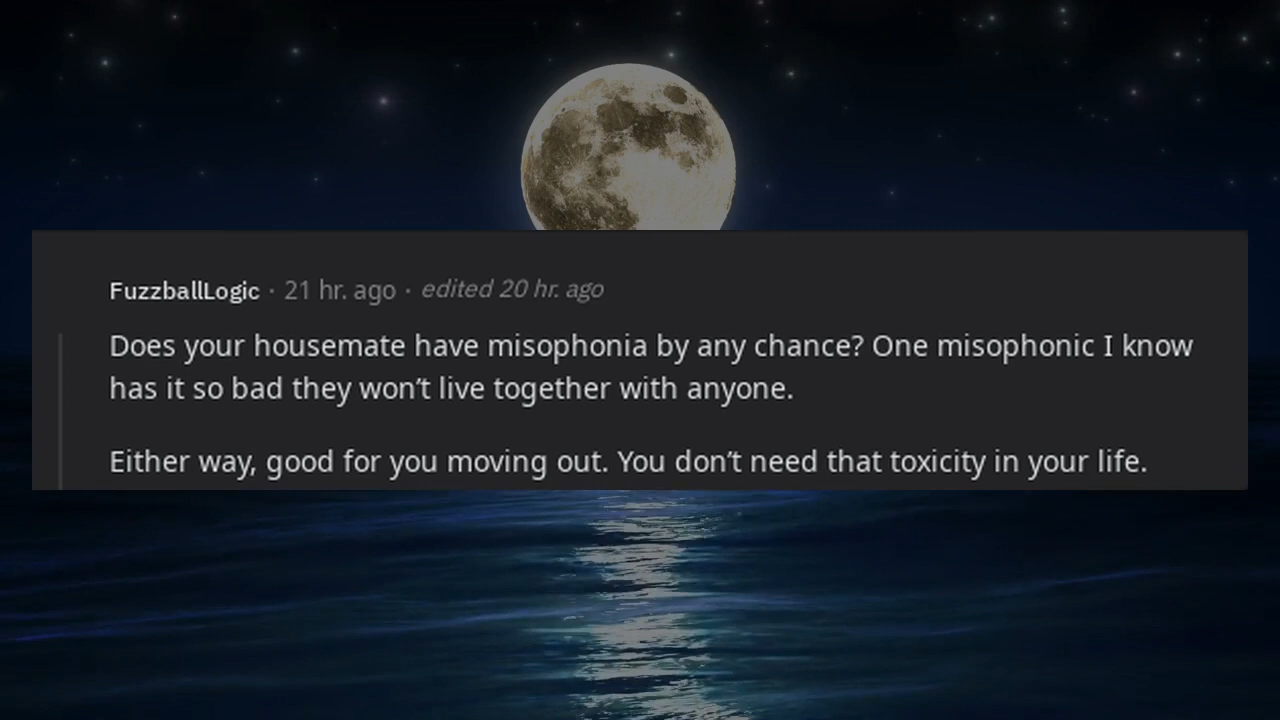 FuzzballLogic · 21 hr. ago · edited 20 hr. ago
Does your housemate have misophonia by any chance? One misophonic I know
has it so bad they won’t live together with anyone.
Either way, good for you moving out. You don’t need that toxicity in your life.